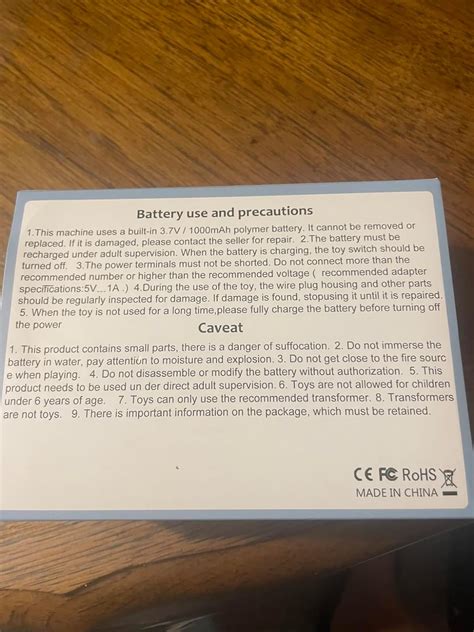 Battery use and precautions
1.This machine uses a built-in 3.7V / 1000mAh polymer battery. It cannot be removed or
replaced. If it is damaged, please contact the seller for repair. 2.The battery must be
recharged under adult supervision. When the battery is charging, the toy switch should be
turned off. 3.The power terminals must not be shorted. Do not connect more than the
recommended number or higher than the recommended voltage ( recommended adapter
specifications:5V....1A .) 4.During the use of the toy, the wire plug housing and other parts
should be regularly inspected for damage. If damage is found, stopusing it until it is repaired.
5. When the toy is not used for a long time,please fully charge the battery before turning off
the power
Caveat
1. This product contains small parts, there is a danger of suffocation. 2. Do not immerse the
battery in water, pay attention to moisture and explosion. 3. Do not get close to the fire sourc
e when playing. 4. Do not disassemble or modify the battery without authorization. 5. This
product needs to be used un der direct adult supervision. 6. Toys are not allowed for children
under 6 years of age. 7. Toys can only use the recommended transformer. 8. Transformers
are not toys. 9. There is important information on the package, which must be retained.
CE FC RoHS
MADE IN CHINA